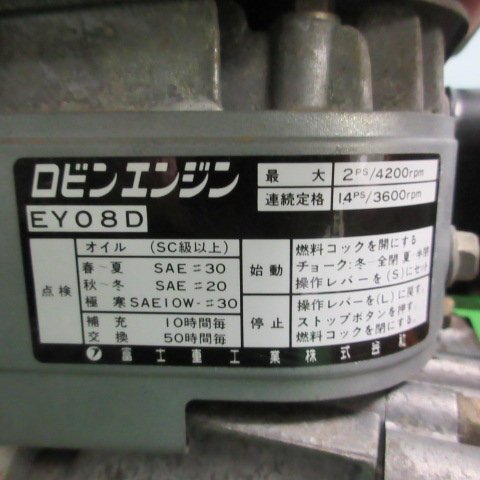 ロビンエンジン
EY08D
最大 2PS/4200rpm
連続定格 1.4PS/3600rpm
点検
オイル (SC級以上)
春~夏 SAE #30
秋~冬 SAE #20
極寒 SAE10W-#30
補充 10時間毎
交換 50時間毎
始動
燃料コックを開にする
チョーク:冬─全閉 夏─半閉
操作レバーを(S)にセット
停止
操作レバーを(L)に戻す。
ストップボタンを押す。
燃料コックを閉にする。
富士重工業株式会社